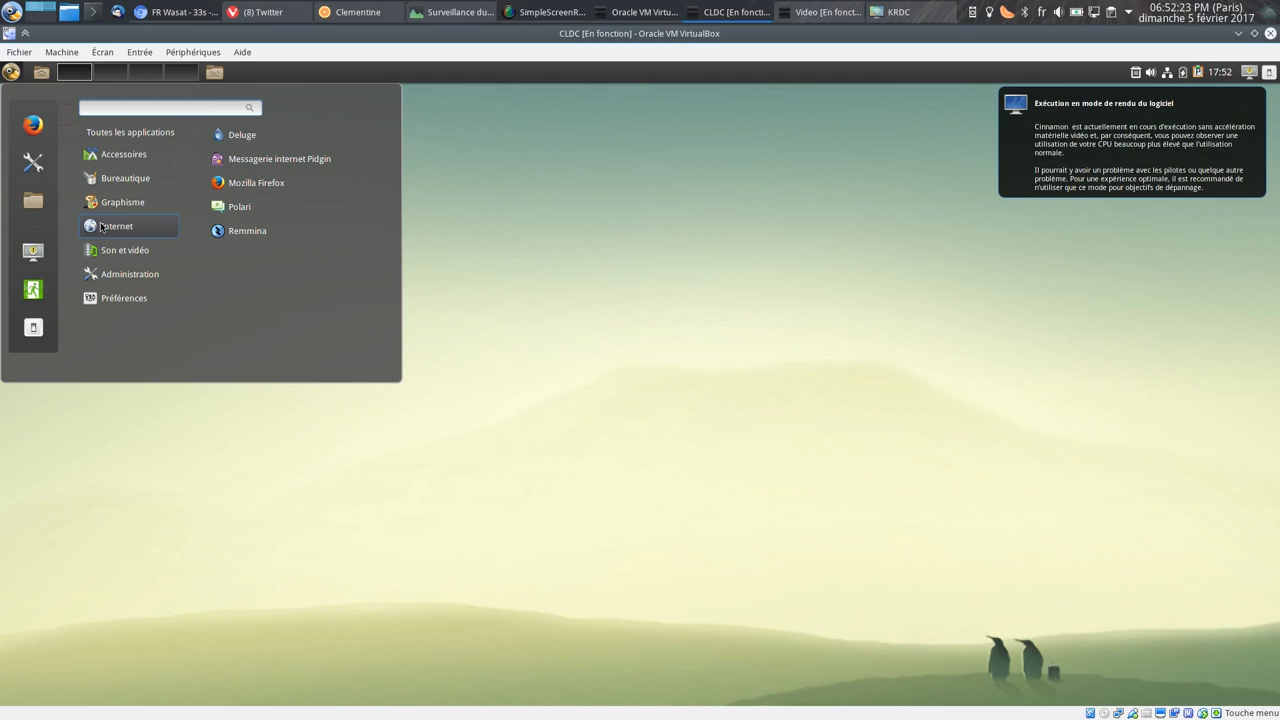 FR Wasat - 33s -...
(8) Twitter
Clementine
Surveillance du...
SimpleScreenR...
Oracle VM Virtu...
CLDC [En foncti...
Video [En fonct...
KRDC
fr
06:52:23 PM (Paris)
dimanche 5 février 2017
CLDC [En fonction] - Oracle VM VirtualBox
Fichier Machine Écran Entrée Périphériques Aide
17:52
Toutes les applications
Accessoires
Bureautique
Graphisme
Internet
Son et vidéo
Administration
Préférences
Deluge
Messagerie internet Pidgin
Mozilla Firefox
Polari
Remmina
Exécution en mode de rendu du logiciel
Cinnamon est actuellement en cours d'exécution sans accélération
matérielle vidéo et, par conséquent, vous pouvez observer une
utilisation de votre CPU beaucoup plus élevé que l'utilisation
normale.
Il pourrait y avoir un problème avec les pilotes ou quelque autre
problème. Pour une expérience optimale, il est recommandé de
n'utiliser que ce mode pour objectifs de dépannage.
Touche menu